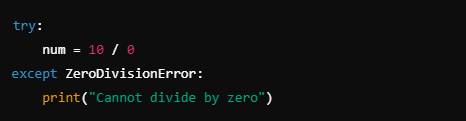 try:
    num = 10 / 0
except ZeroDivisionError:
    print("Cannot divide by zero")